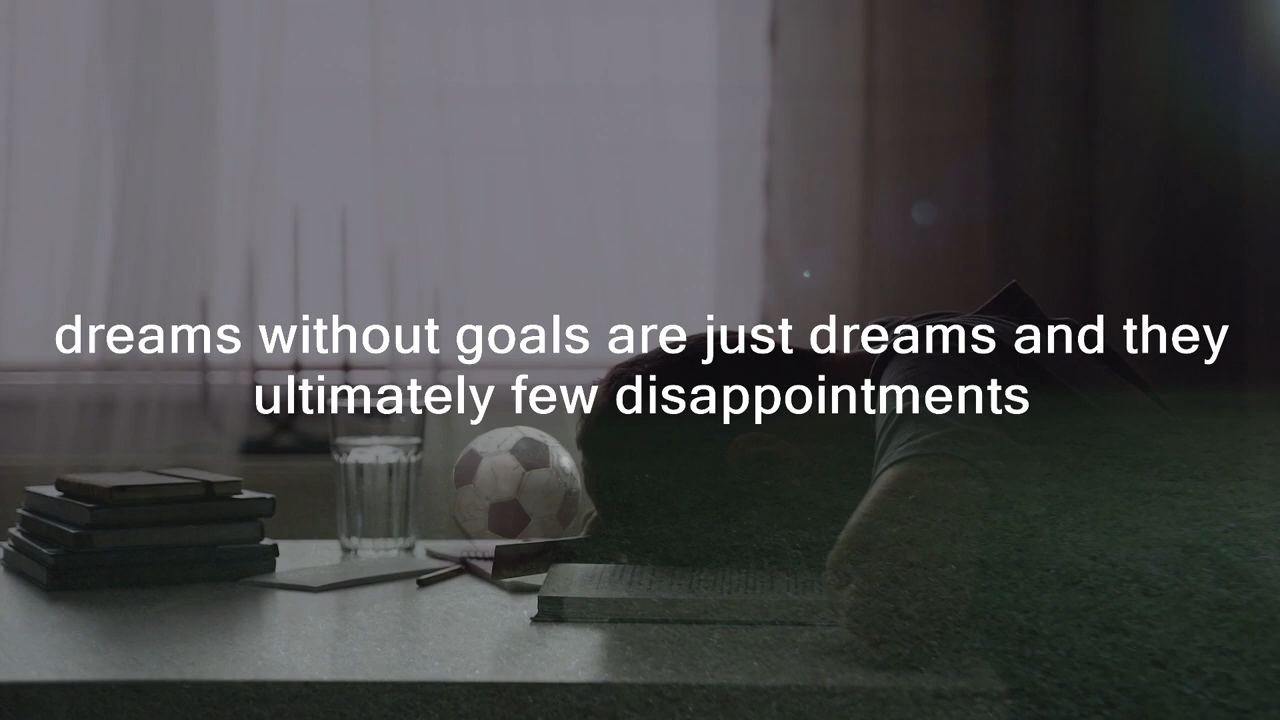 dreams without goals are just dreams and they
ultimately few disappointments